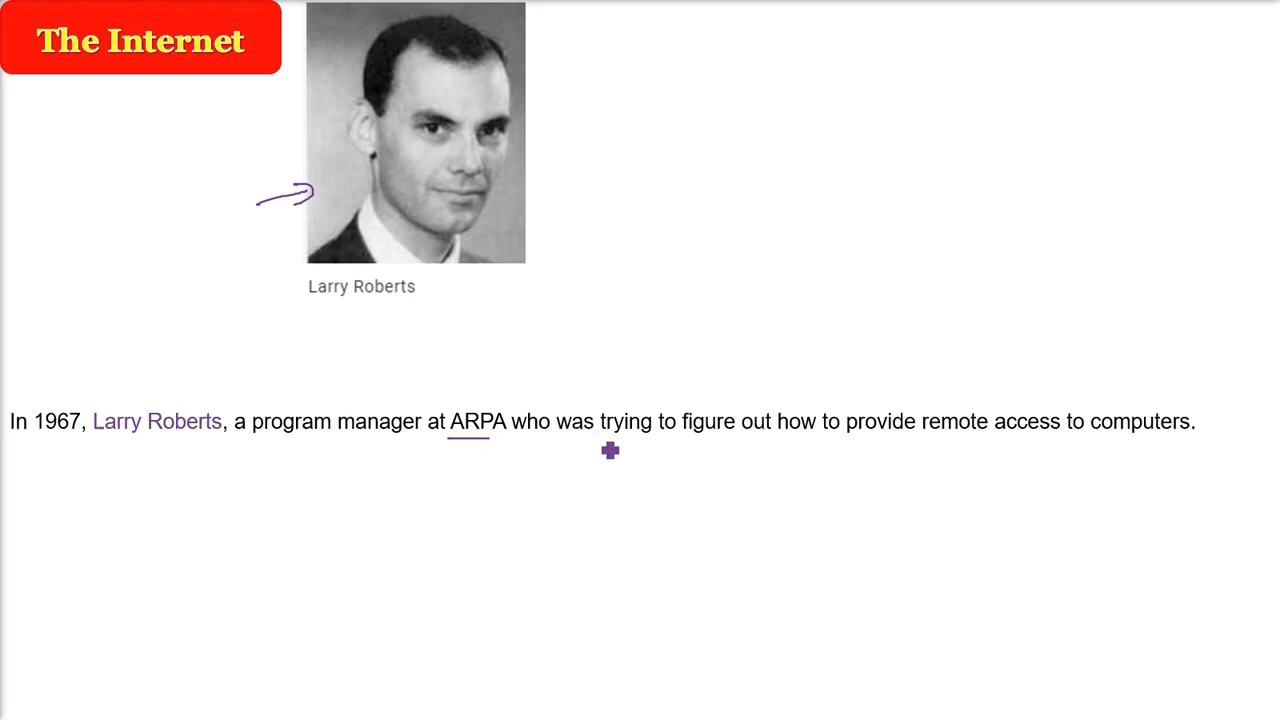 The Internet
Larry Roberts
In 1967, Larry Roberts, a program manager at ARPA who was trying to figure out how to provide remote access to computers.